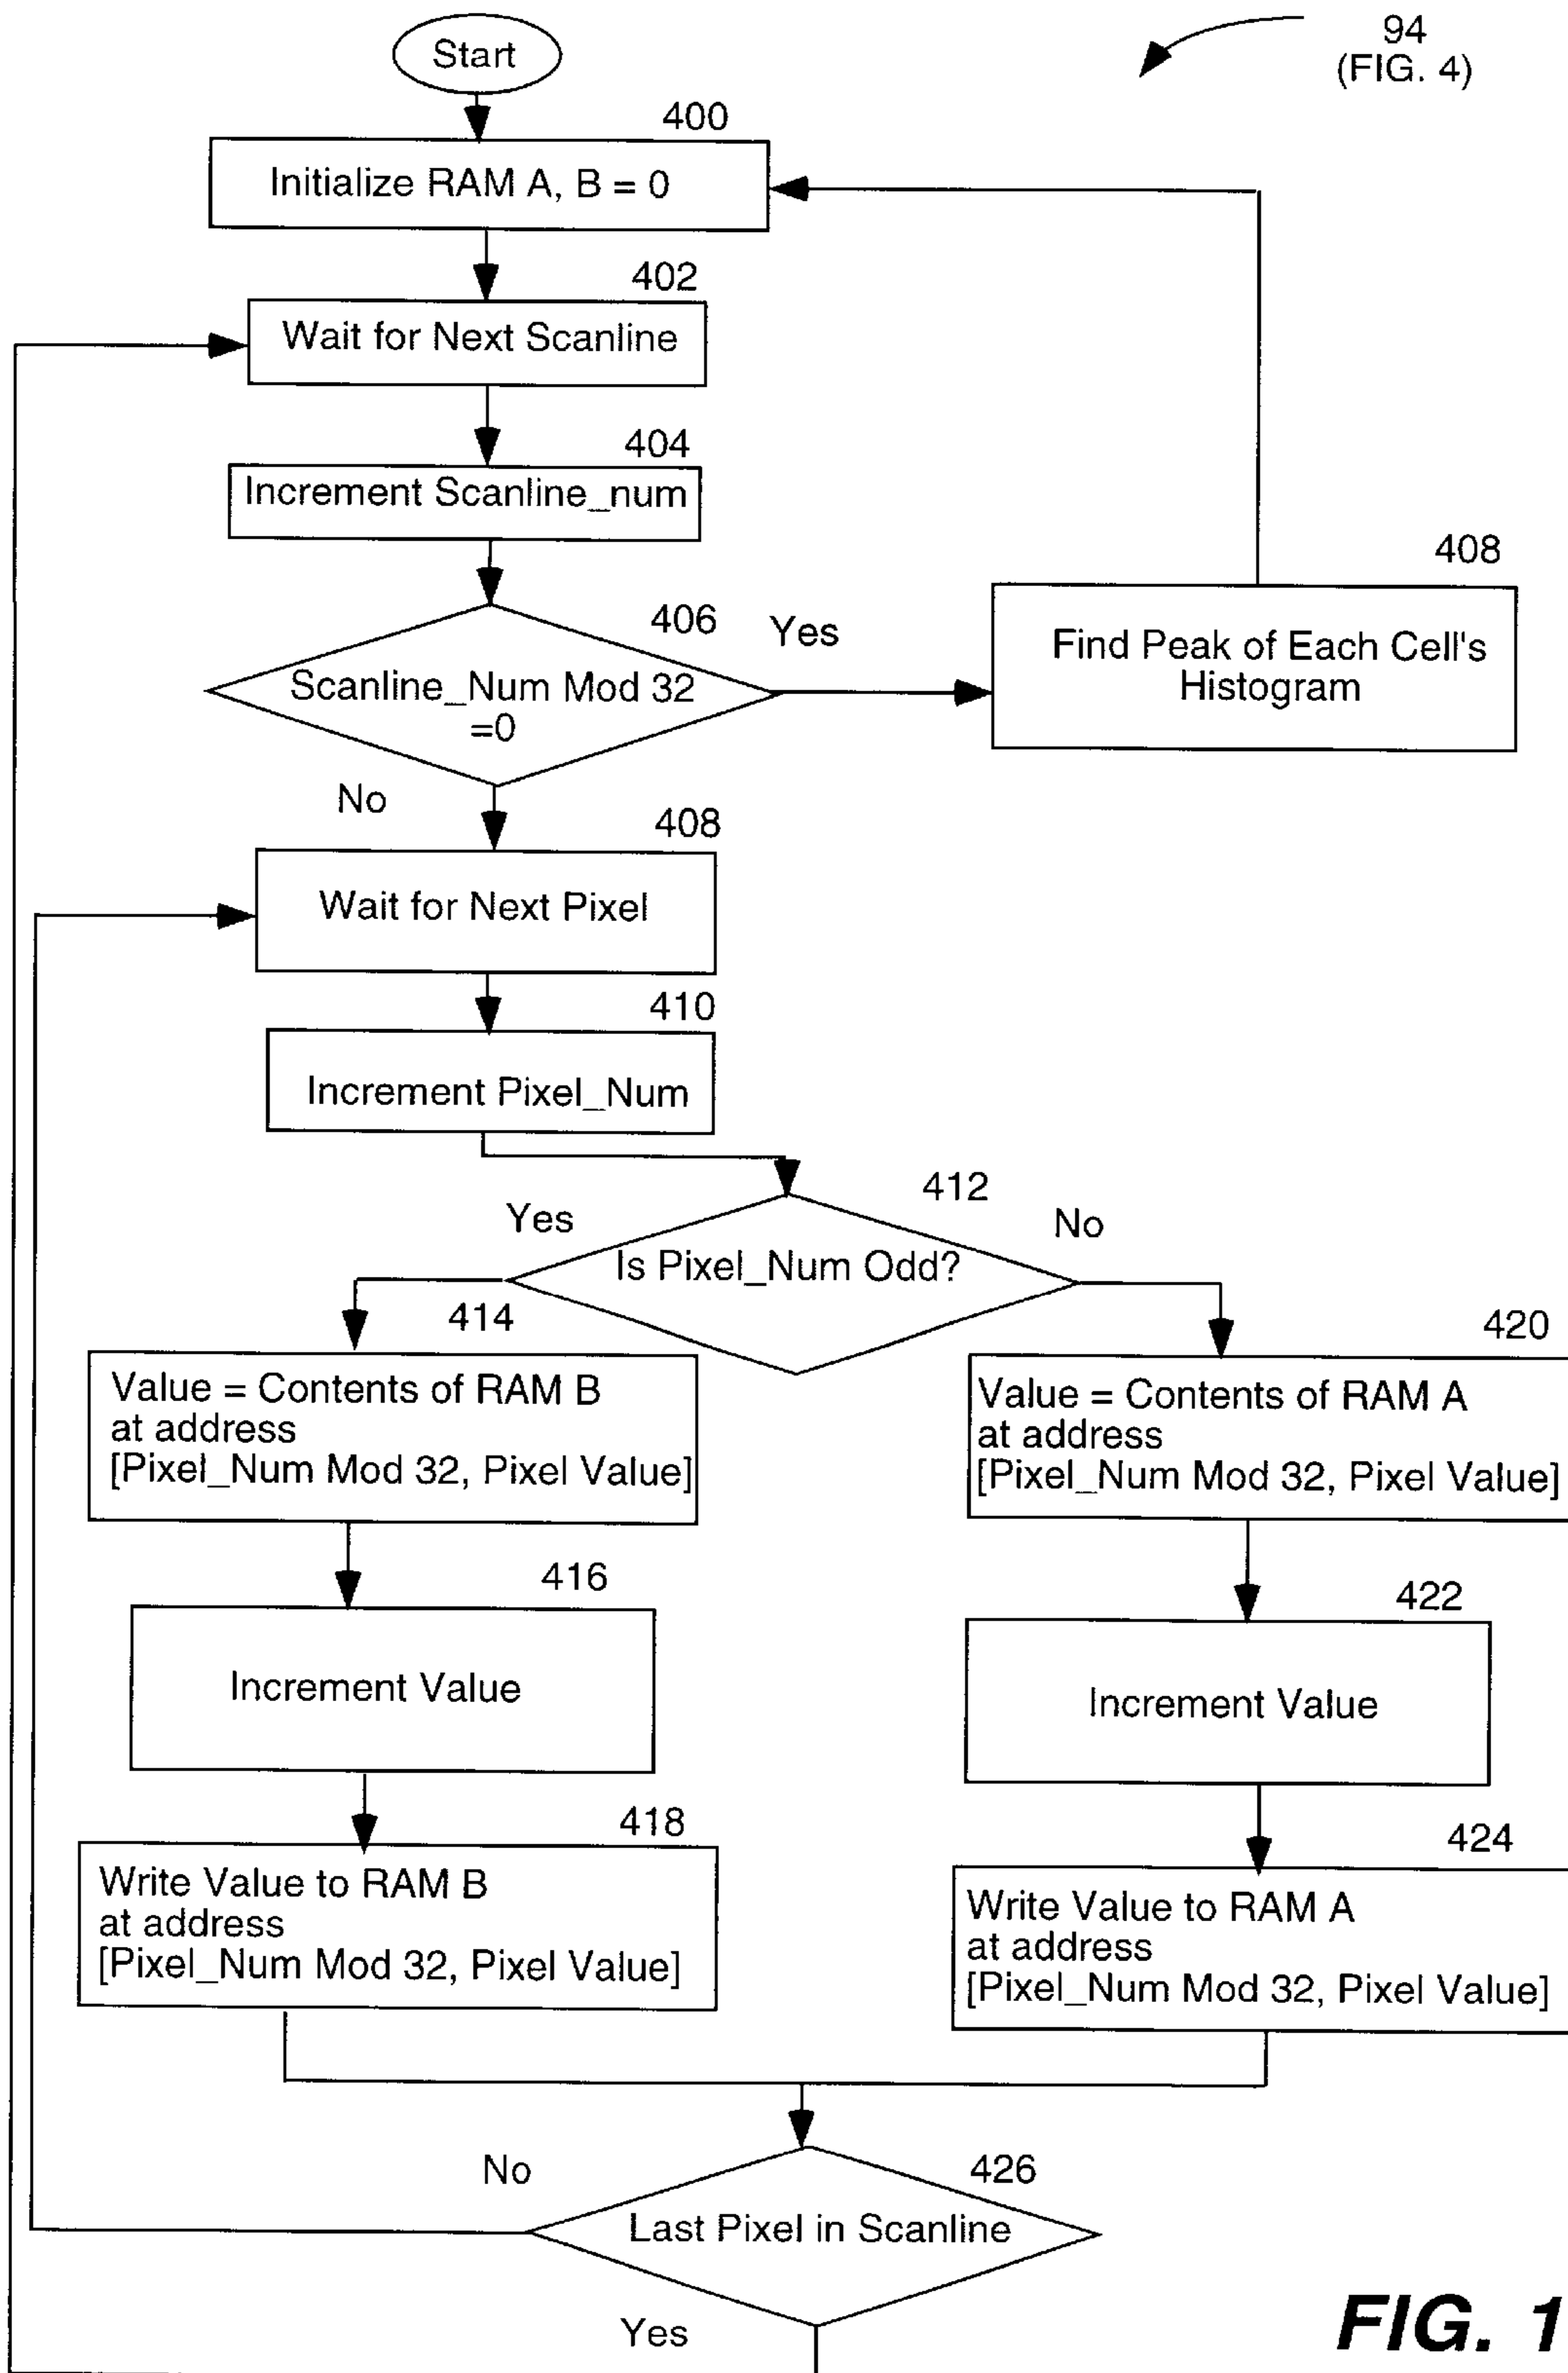 94
(FIG. 4)
Start
400
Initialize RAM A, B = 0
402
Wait for Next Scanline
404
Increment Scanline_num
406
Yes
Scanline_Num Mod 32
=0
408
Find Peak of Each Cell's
Histogram
No
408
Wait for Next Pixel
410
Increment Pixel_Num
412
Yes
No
Is Pixel_Num Odd?
414
Value = Contents of RAM B
at address
[Pixel_Num Mod 32, Pixel Value]
420
Value = Contents of RAM A
at address
[Pixel_Num Mod 32, Pixel Value]
416
Increment Value
422
Increment Value
418
Write Value to RAM B
at address
[Pixel_Num Mod 32, Pixel Value]
424
Write Value to RAM A
at address
[Pixel_Num Mod 32, Pixel Value]
No
426
Last Pixel in Scanline
Yes
FIG. 1